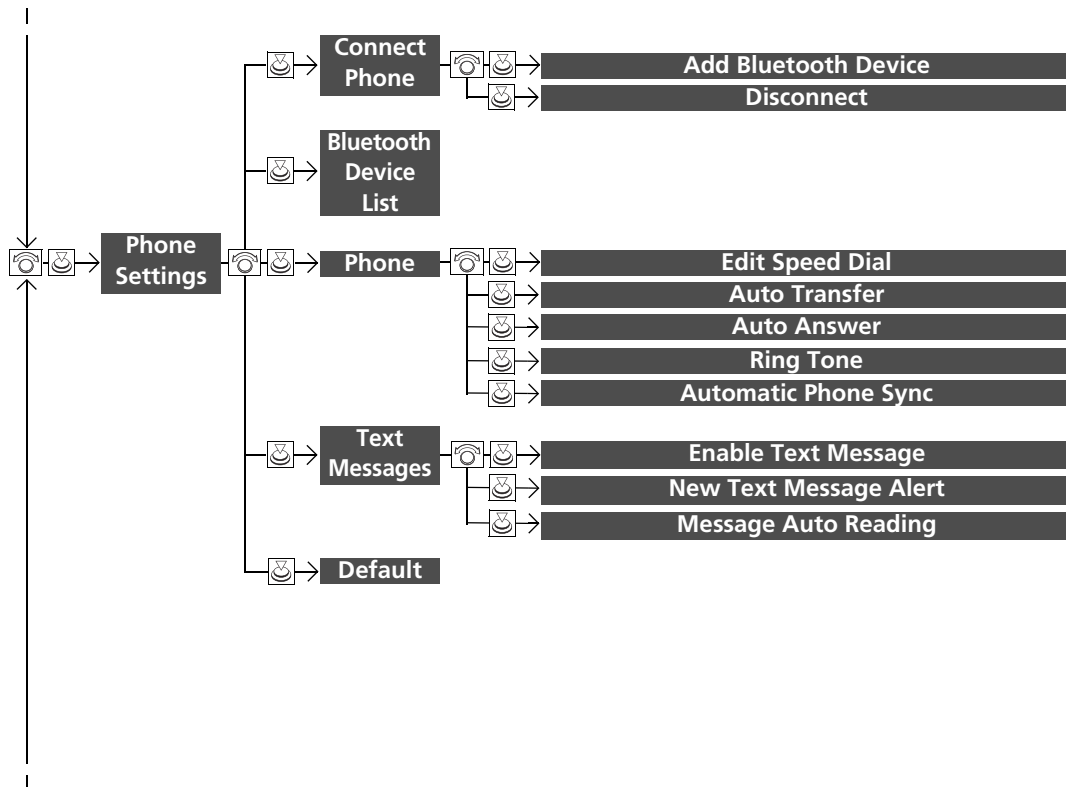 Connect
Phone
Add Bluetooth Device
Disconnect
Bluetooth
Device
List
Phone
Settings
Phone
Edit Speed Dial
Auto Transfer
Auto Answer
Ring Tone
Automatic Phone Sync
Text
Messages
Enable Text Message
New Text Message Alert
Message Auto Reading
Default